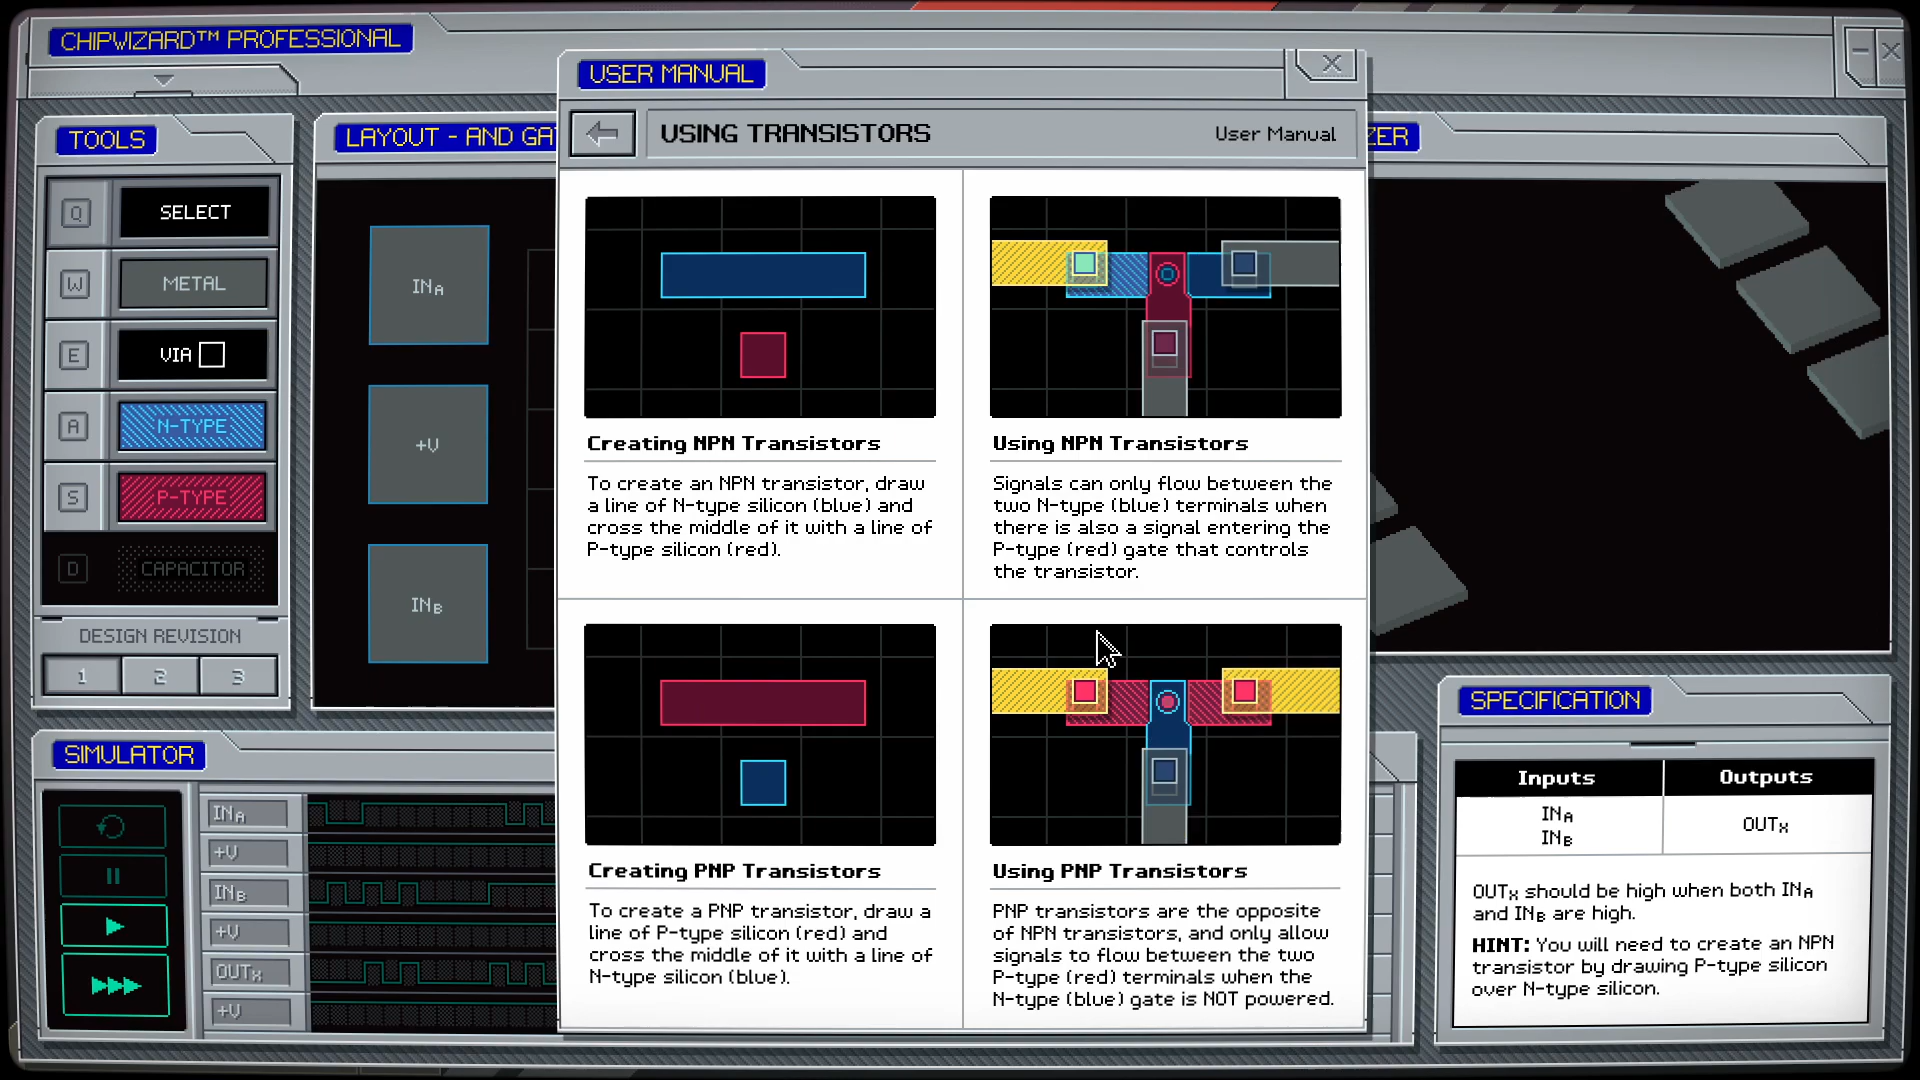 CHIPWIZARD™ PROFESSIONAL
TOOLS
Q
SELECT
W
METAL
E
VIA
A
N-TYPE
S
P-TYPE
D
CAPACITOR
DESIGN REVISION
1
2
3
LAYOUT - AND GA
INA
+V
INB
ZER
USER MANUAL
USING TRANSISTORS
User Manual
Creating NPN Transistors
To create an NPN transistor, draw
a line of N-type silicon (blue) and
cross the middle of it with a line of
P-type silicon (red).
Using NPN Transistors
Signals can only flow between the
two N-type (blue) terminals when
there is also a signal entering the
P-type (red) gate that controls
the transistor.
Creating PNP Transistors
To create a PNP transistor, draw a
line of P-type silicon (red) and
cross the middle of it with a line of
N-type silicon (blue).
Using PNP Transistors
PNP transistors are the opposite
of NPN transistors, and only allow
signals to flow between the two
P-type (red) terminals when the
N-type (blue) gate is NOT powered.
SIMULATOR
INA
+V
INB
+V
OUTX
+V
SPECIFICATION
Inputs
Outputs
INA
INB
OUTX
OUTX should be high when both INA
and INB are high.
HINT: You will need to create an NPN
transistor by drawing P-type silicon
over N-type silicon.